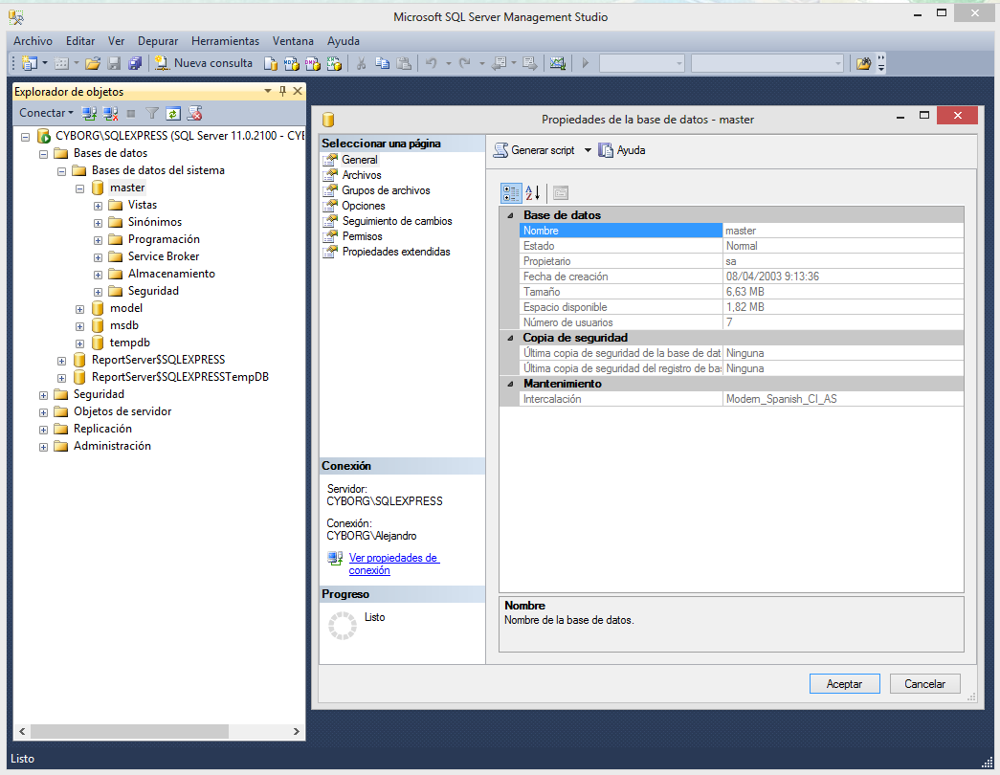 Microsoft SQL Server Management Studio
Archivo Editar Ver Depurar Herramientas Ventana Ayuda
Nueva consulta
Explorador de objetos
Conectar
CYBORG\SQLEXPRESS (SQL Server 11.0.2100 - CYB
Bases de datos
Bases de datos del sistema
master
Vistas
Sinónimos
Programación
Service Broker
Almacenamiento
Seguridad
model
msdb
tempdb
ReportServer$SQLEXPRESS
ReportServer$SQLEXPRESSTempDB
Seguridad
Objetos de servidor
Replicación
Administración
Propiedades de la base de datos - master
Seleccionar una página
General
Archivos
Grupos de archivos
Opciones
Seguimiento de cambios
Permisos
Propiedades extendidas
Conexión
Servidor:
CYBORG\SQLEXPRESS
Conexión:
CYBORG\Alejandro
Ver propiedades de
conexión
Progreso
Listo
Generar script Ayuda
Base de datos
Nombre master
Estado Normal
Propietario sa
Fecha de creación 08/04/2003 9:13:36
Tamaño 6,63 MB
Espacio disponible 1,82 MB
Número de usuarios 7
Copia de seguridad
Última copia de seguridad de la base de dat Ninguna
Última copia de seguridad del registro de bas Ninguna
Mantenimiento
Intercalación Modern_Spanish_CI_AS
Nombre
Nombre de la base de datos.
Aceptar Cancelar
Listo